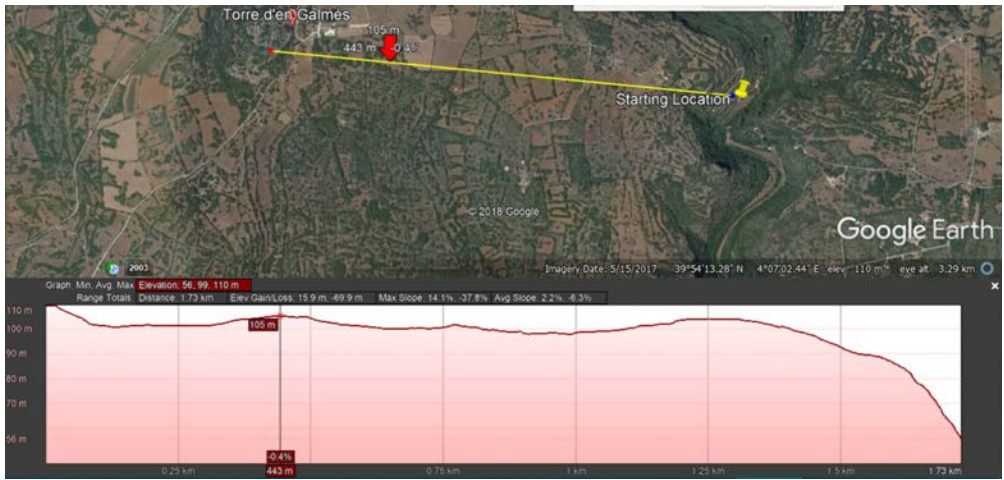 Torre d'en Galmés
105 m
443 m -0.4%
Starting Location
© 2018 Google
Google Earth
2003
Imagery Date: 5/15/2017 39°54'13.28" N 4°07'02.44" E elev 110 m eye alt 3.29 km
Graph: Min, Avg, Max Elevation: 56, 99, 110 m
Range Totals: Distance: 1.73 km Elev Gain/Loss: 15.9 m, -69.9 m Max Slope: 14.1%, -37.8% Avg Slope: 2.2%, -6.3%
110 m
100 m
105 m
90 m
80 m
70 m
56 m
-0.4%
0.25 km 443 m 0.75 km 1 km 1.25 km 1.5 km 1.73 km